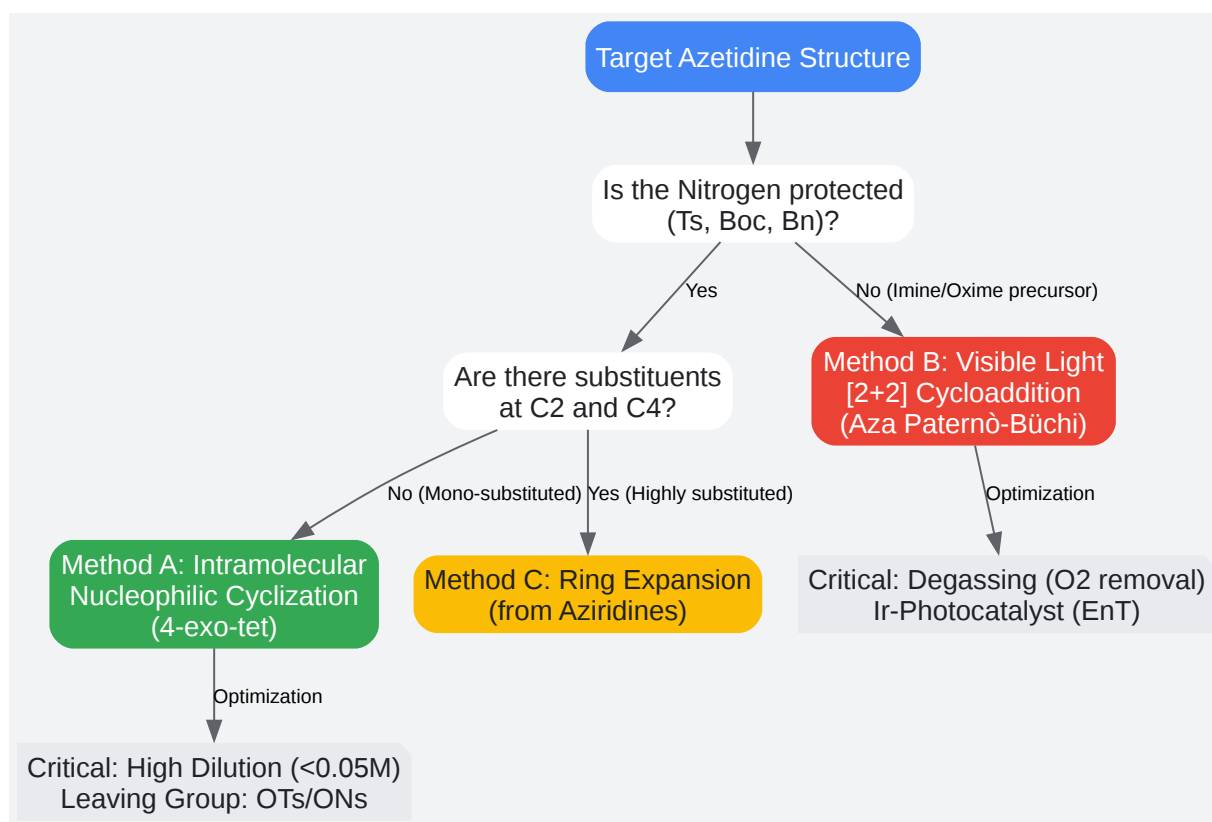 Target Azetidine Structure
Is the Nitrogen protected
(Ts, Boc, Bn)?
Yes
No (Imine/Oxime precursor)
Are there substituents
at C2 and C4?
Method B: Visible Light
[2+2] Cycloaddition
(Aza Paternò-Büchi)
No (Mono-substituted)
Yes (Highly substituted)
Optimization
Method A: Intramolecular
Nucleophilic Cyclization
(4-exo-tet)
Method C: Ring Expansion
(from Aziridines)
Critical: Degassing (O2 removal)
Ir-Photocatalyst (EnT)
Optimization
Critical: High Dilution (<0.05M)
Leaving Group: OTs/ONs